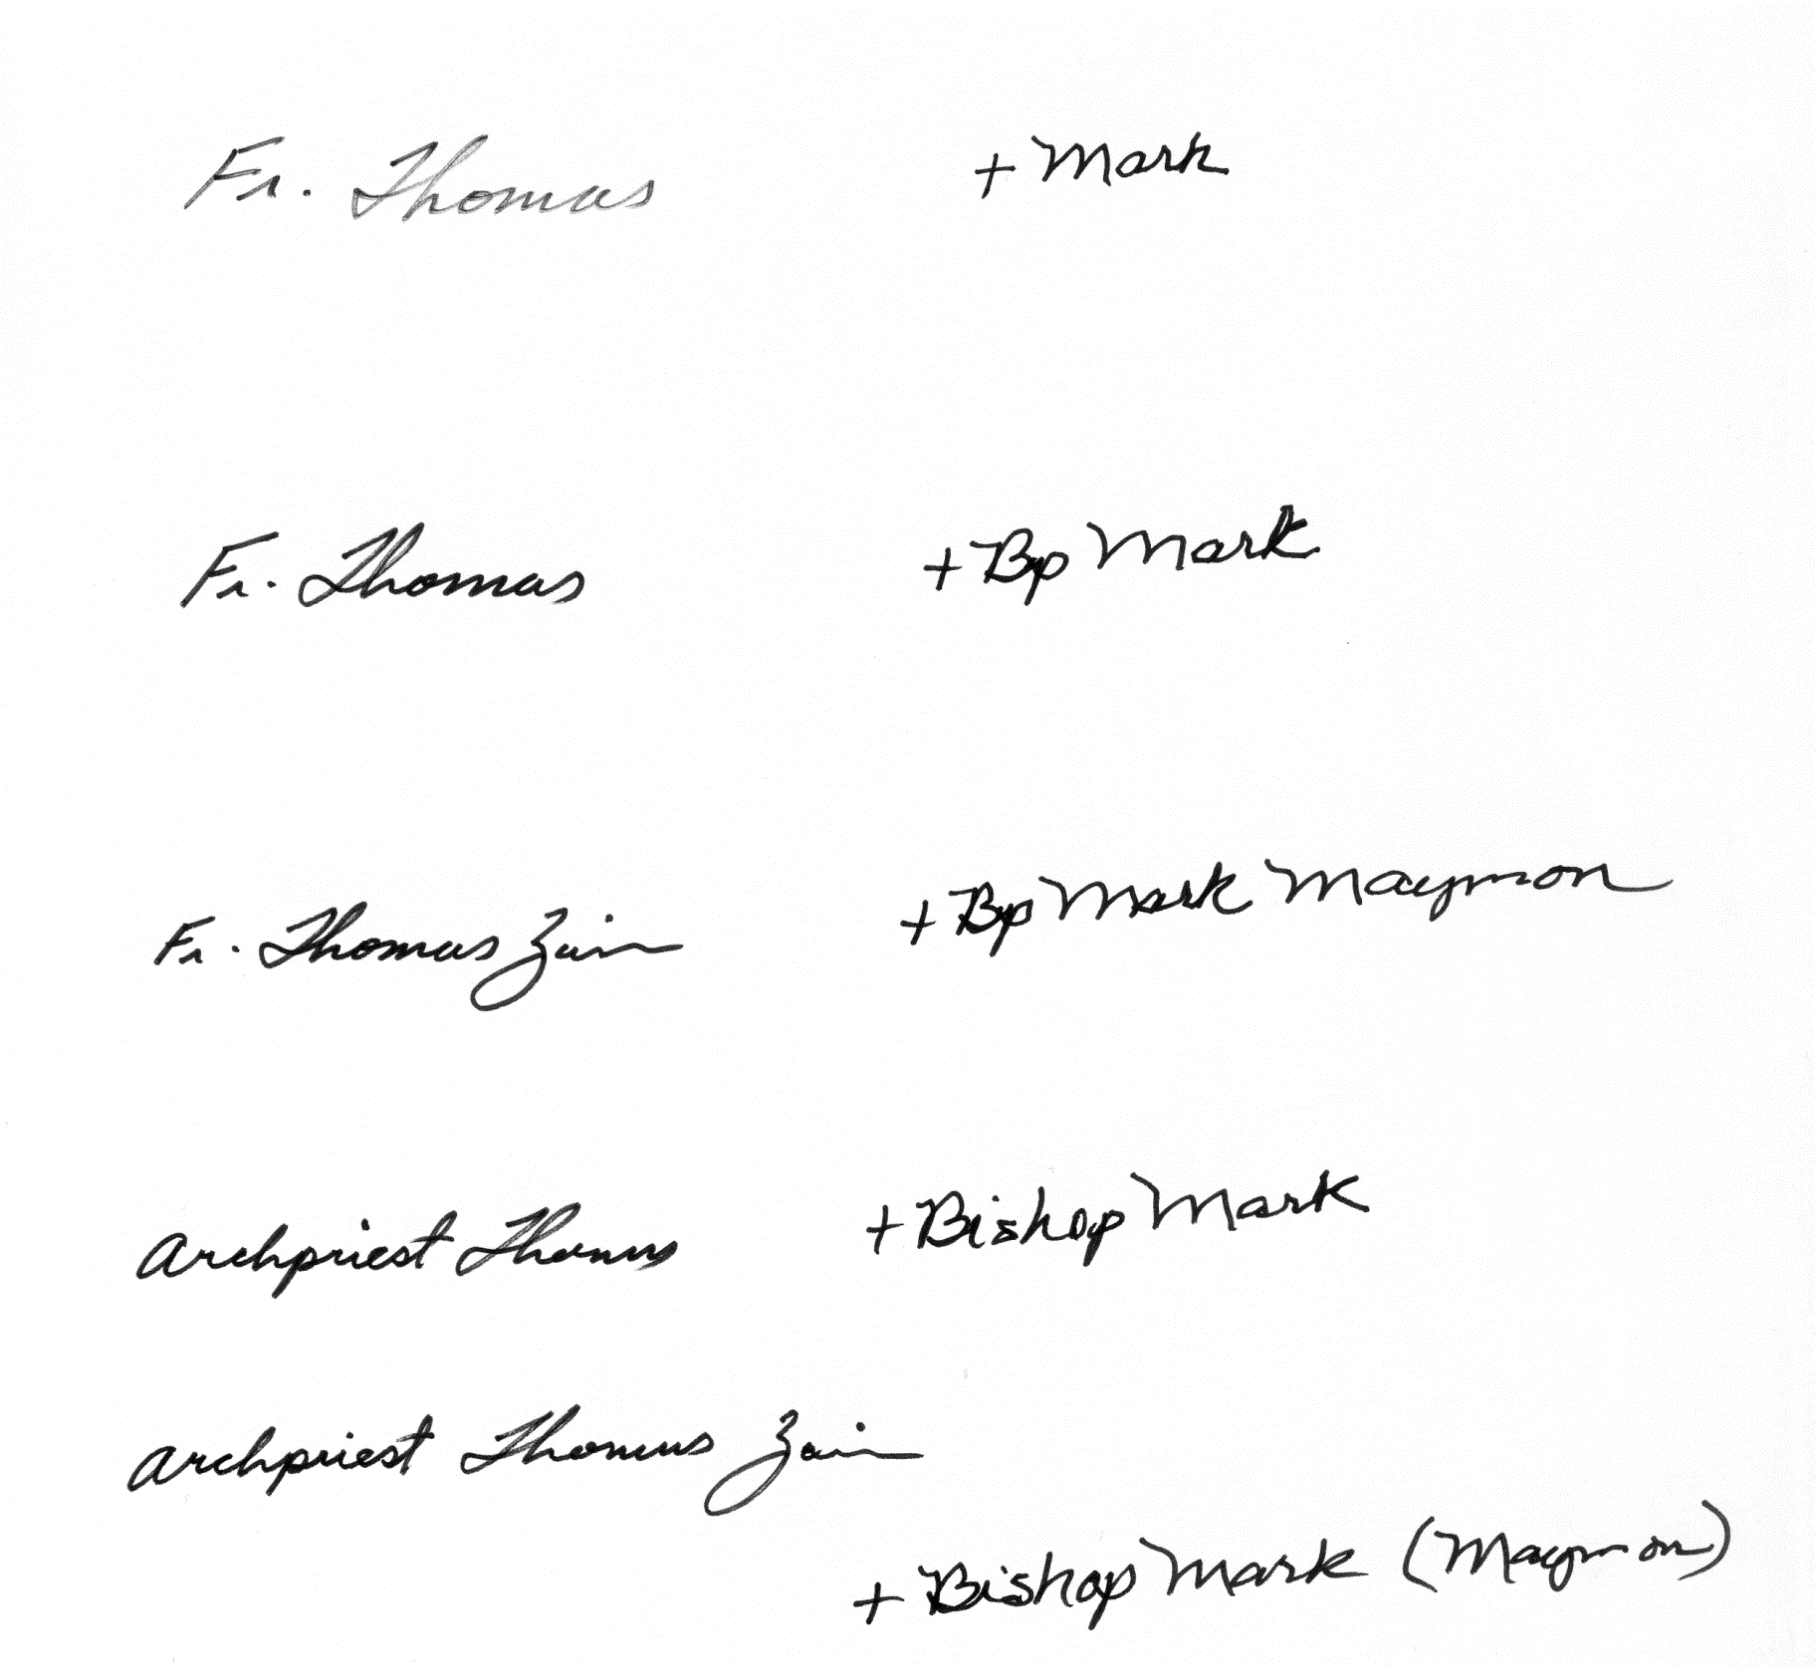 Fr. Thomas
+ Mark
Fr. Thomas
+ Bp Mark
Fr. Thomas Zain
+ Bp Mark Maymon
Archpriest Thomas
+ Bishop Mark
Archpriest Thomas Zain
+ Bishop Mark (Maymon)